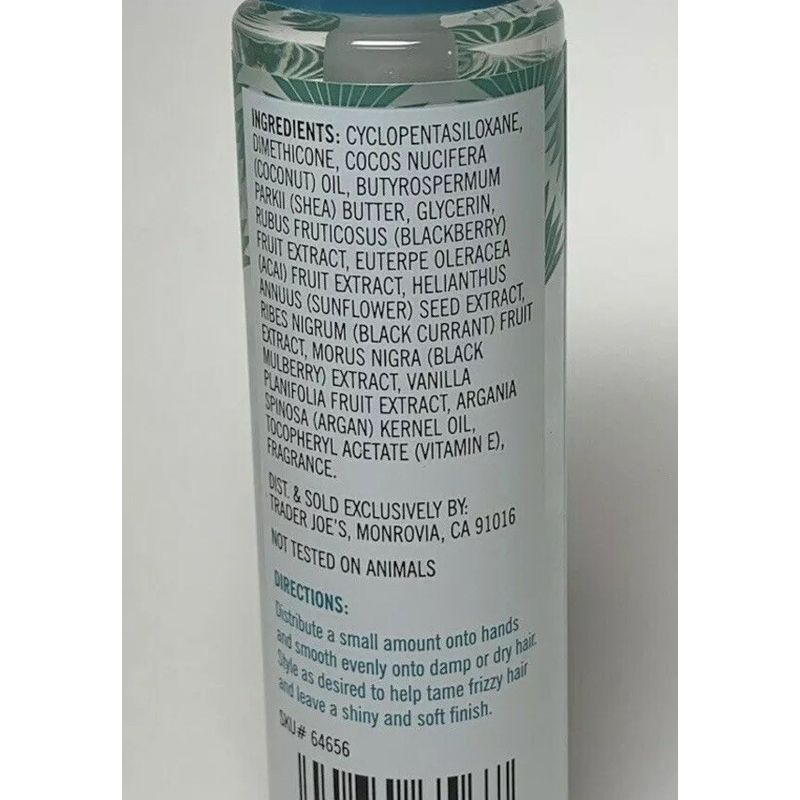 INGREDIENTS: CYCLOPENTASILOXANE,
DIMETHICONE, COCOS NUCIFERA
(COCONUT) OIL, BUTYROSPERMUM
PARKII (SHEA) BUTTER, GLYCERIN,
RUBUS FRUTICOSUS (BLACKBERRY)
FRUIT EXTRACT, EUTERPE OLERACEA
(ACAI) FRUIT EXTRACT, HELIANTHUS
ANNUUS (SUNFLOWER) SEED EXTRACT,
RIBES NIGRUM (BLACK CURRANT) FRUIT
EXTRACT, MORUS NIGRA (BLACK
MULBERRY) EXTRACT, VANILLA
PLANIFOLIA FRUIT EXTRACT, ARGANIA
SPINOSA (ARGAN) KERNEL OIL,
TOCOPHERYL ACETATE (VITAMIN E),
FRAGRANCE.
DIST. & SOLD EXCLUSIVELY BY:
TRADER JOE'S, MONROVIA, CA 91016
NOT TESTED ON ANIMALS
DIRECTIONS:
Distribute a small amount onto hands
and smooth evenly onto damp or dry hair.
Style as desired to help tame frizzy hair
and leave a shiny and soft finish.
SKU# 64656